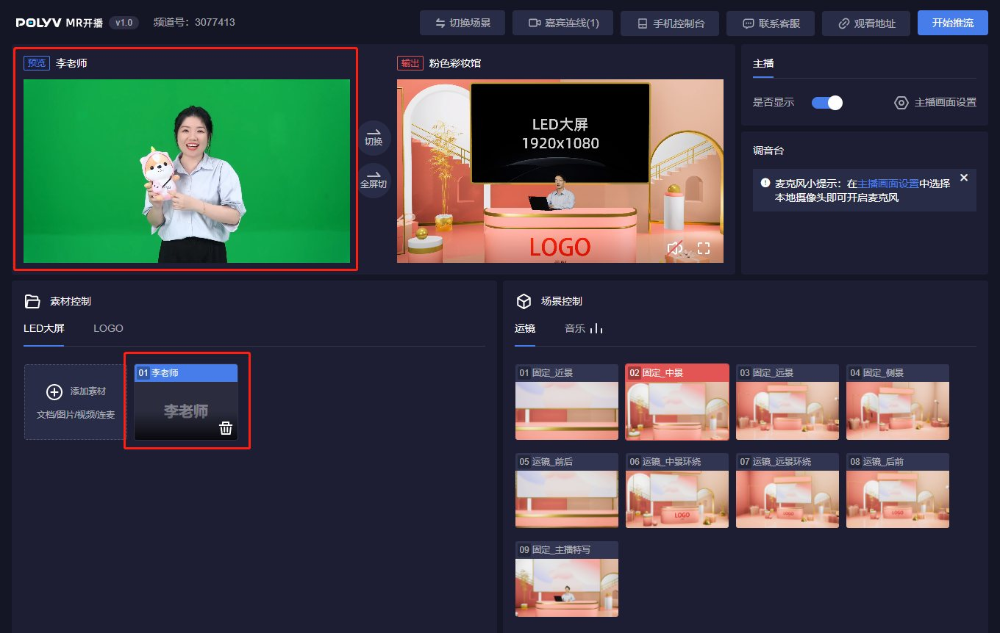 POLYV MR开播 v1.0 频道号：3077413
切换场景
嘉宾连线(1)
手机控制台
联系客服
观看地址
开始推流
预览 李老师
切换
全屏切
输出 粉色彩妆馆
LED大屏
1920x1080
LOGO
主播
是否显示
主播画面设置
调音台
麦克风小提示：在主播画面设置中选择
本地摄像头即可开启麦克风
素材控制
LED大屏 LOGO
添加素材
文档/图片/视频/连麦
01 李老师
李老师
场景控制
运镜 音乐
01 固定_近景
02 固定_中景
03 固定_远景
04 固定_侧景
05 运镜_前后
06 运镜_中景环绕
LOGO
07 运镜_远景环绕
LOGO
08 运镜_后前
LOGO
09 固定_主播特写